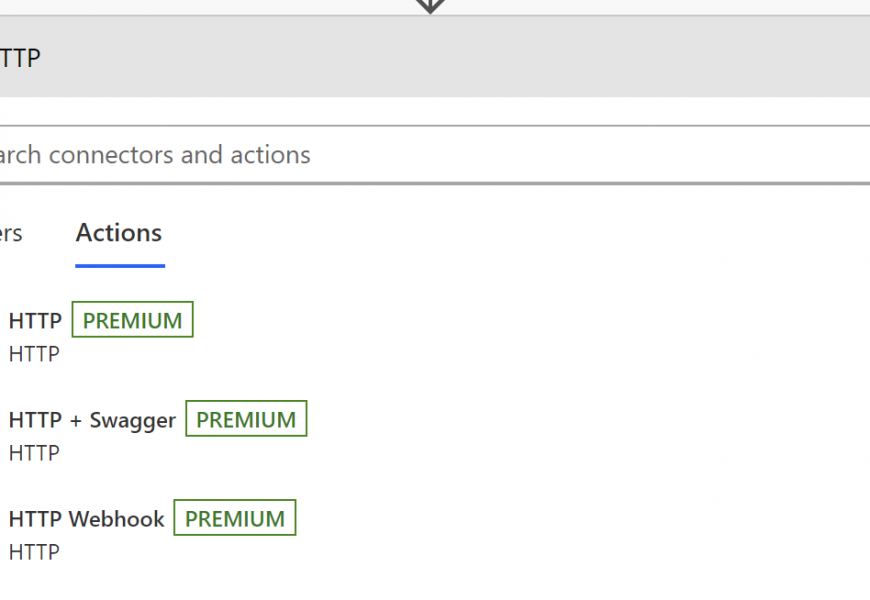 TTP
arch connectors and actions
ers Actions
HTTP PREMIUM
HTTP
HTTP + Swagger PREMIUM
HTTP
HTTP Webhook PREMIUM
HTTP